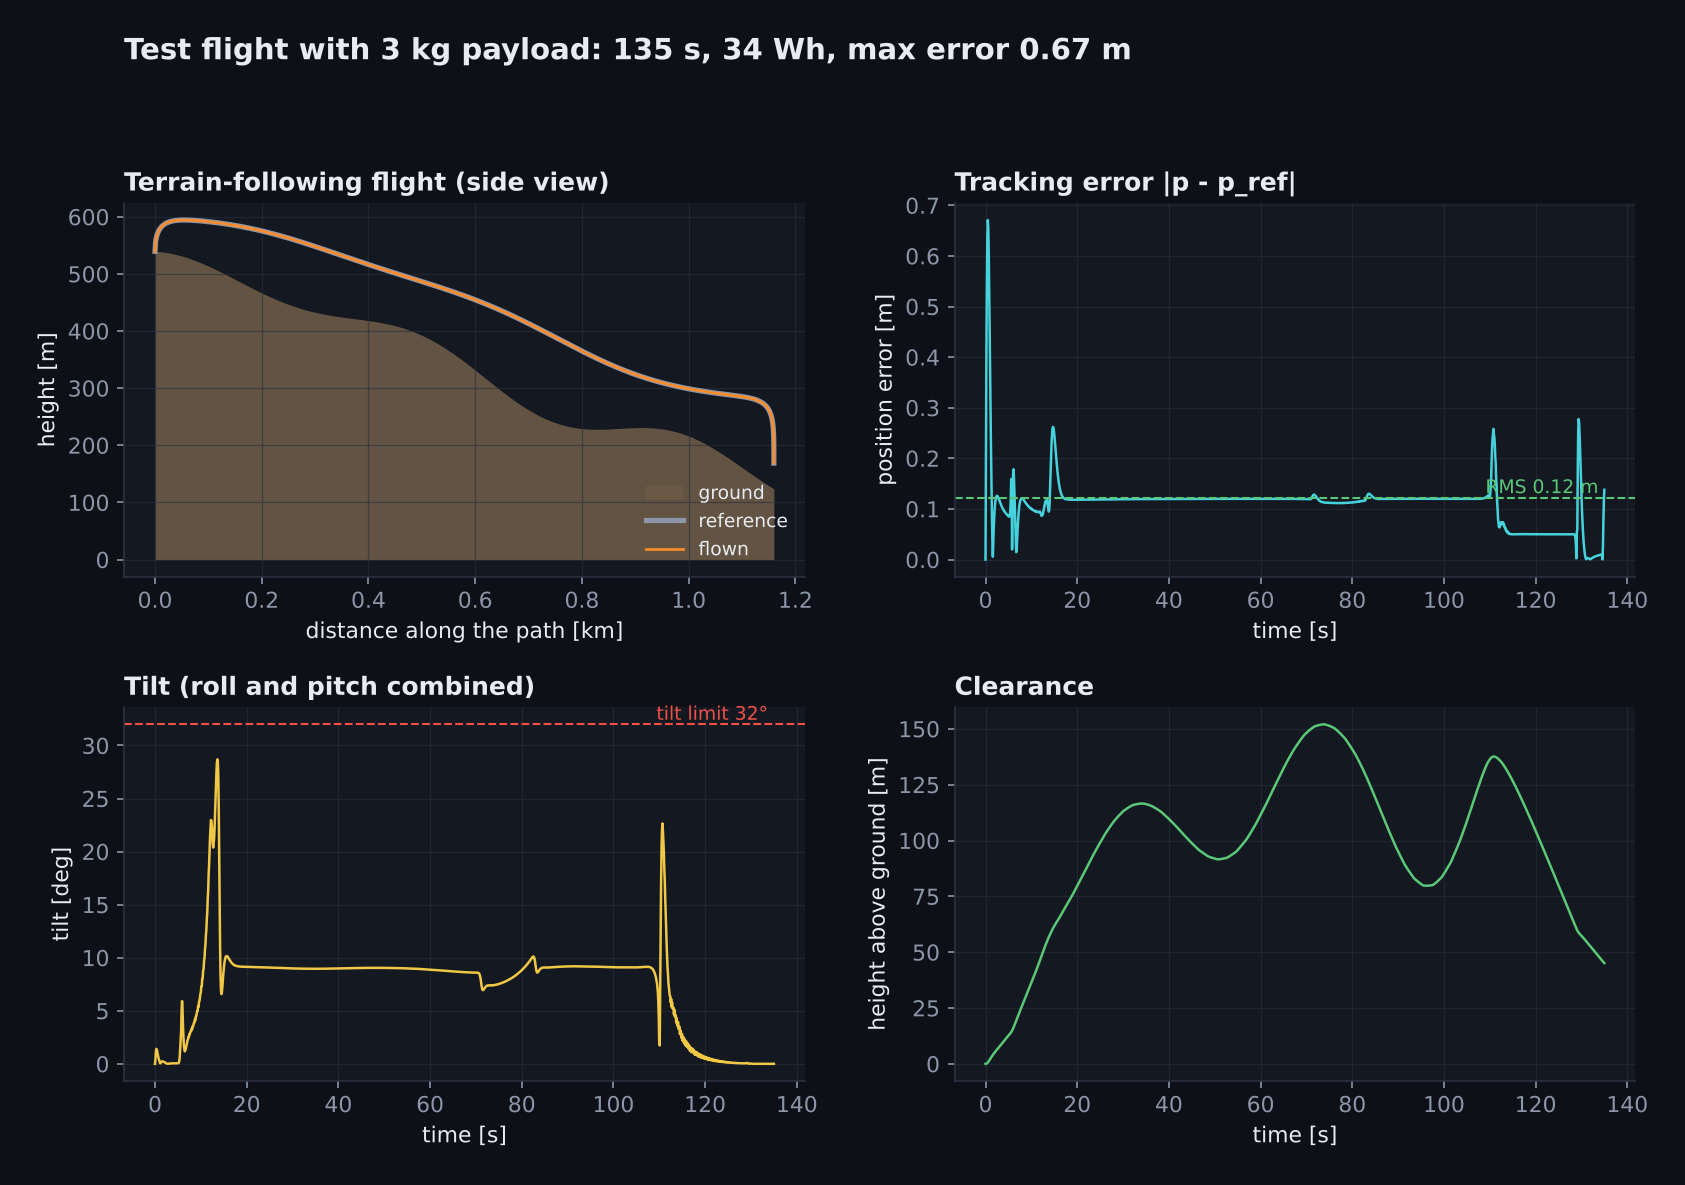 Test flight with 3 kg payload: 135 s, 34 Wh, max error 0.67 m
Terrain-following flight (side view)
height [m]
600
500
400
300
200
100
0
ground
reference
flown
0.0 0.2 0.4 0.6 0.8 1.0 1.2
distance along the path [km]
Tracking error |p - p_ref|
position error [m]
0.7
0.6
0.5
0.4
0.3
0.2
0.1
0.0
RMS 0.12 m
0 20 40 60 80 100 120 140
time [s]
Tilt (roll and pitch combined)
tilt limit 32°
tilt [deg]
30
25
20
15
10
5
0
0 20 40 60 80 100 120 140
time [s]
Clearance
height above ground [m]
150
125
100
75
50
25
0
0 20 40 60 80 100 120 140
time [s]